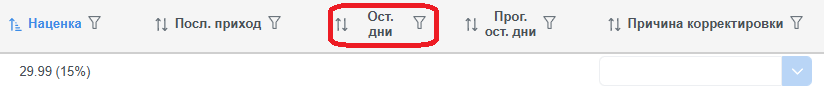 Наценка Посл. приход Ост. дни Прог. ост. дни Причина корректировки
29.99 (15%)